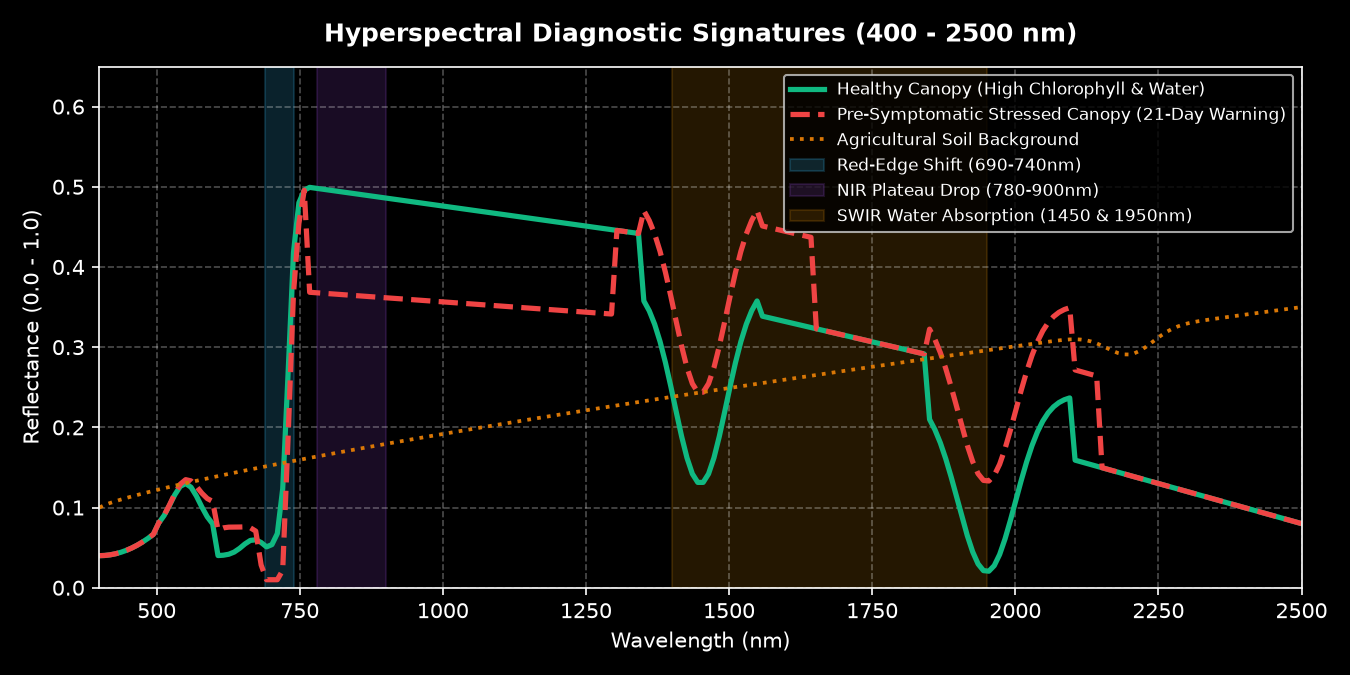 Hyperspectral Diagnostic Signatures (400 - 2500 nm)
Healthy Canopy (High Chlorophyll & Water)
Pre-Symptomatic Stressed Canopy (21-Day Warning)
Agricultural Soil Background
Red-Edge Shift (690-740nm)
NIR Plateau Drop (780-900nm)
SWIR Water Absorption (1450 & 1950nm)
Reflectance (0.0 - 1.0)
0.6
0.5
0.4
0.3
0.2
0.1
0.0
500 750 1000 1250 1500 1750 2000 2250 2500
Wavelength (nm)